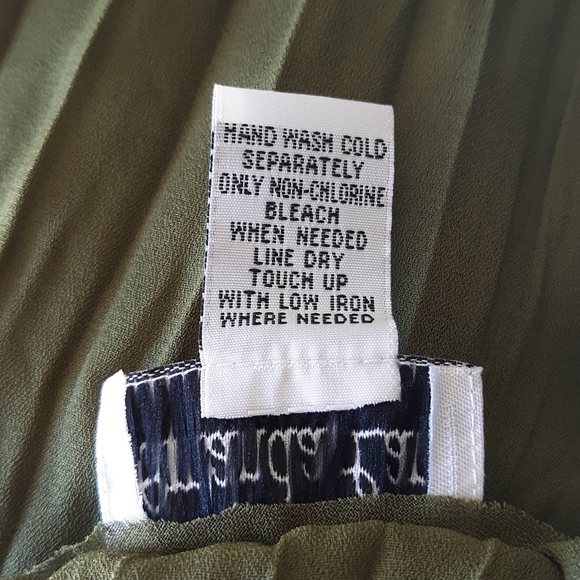 HAND WASH COLD
SEPARATELY
ONLY NON-CHLORINE
BLEACH
WHEN NEEDED
LINE DRY
TOUCH UP
WITH LOW IRON
WHERE NEEDED